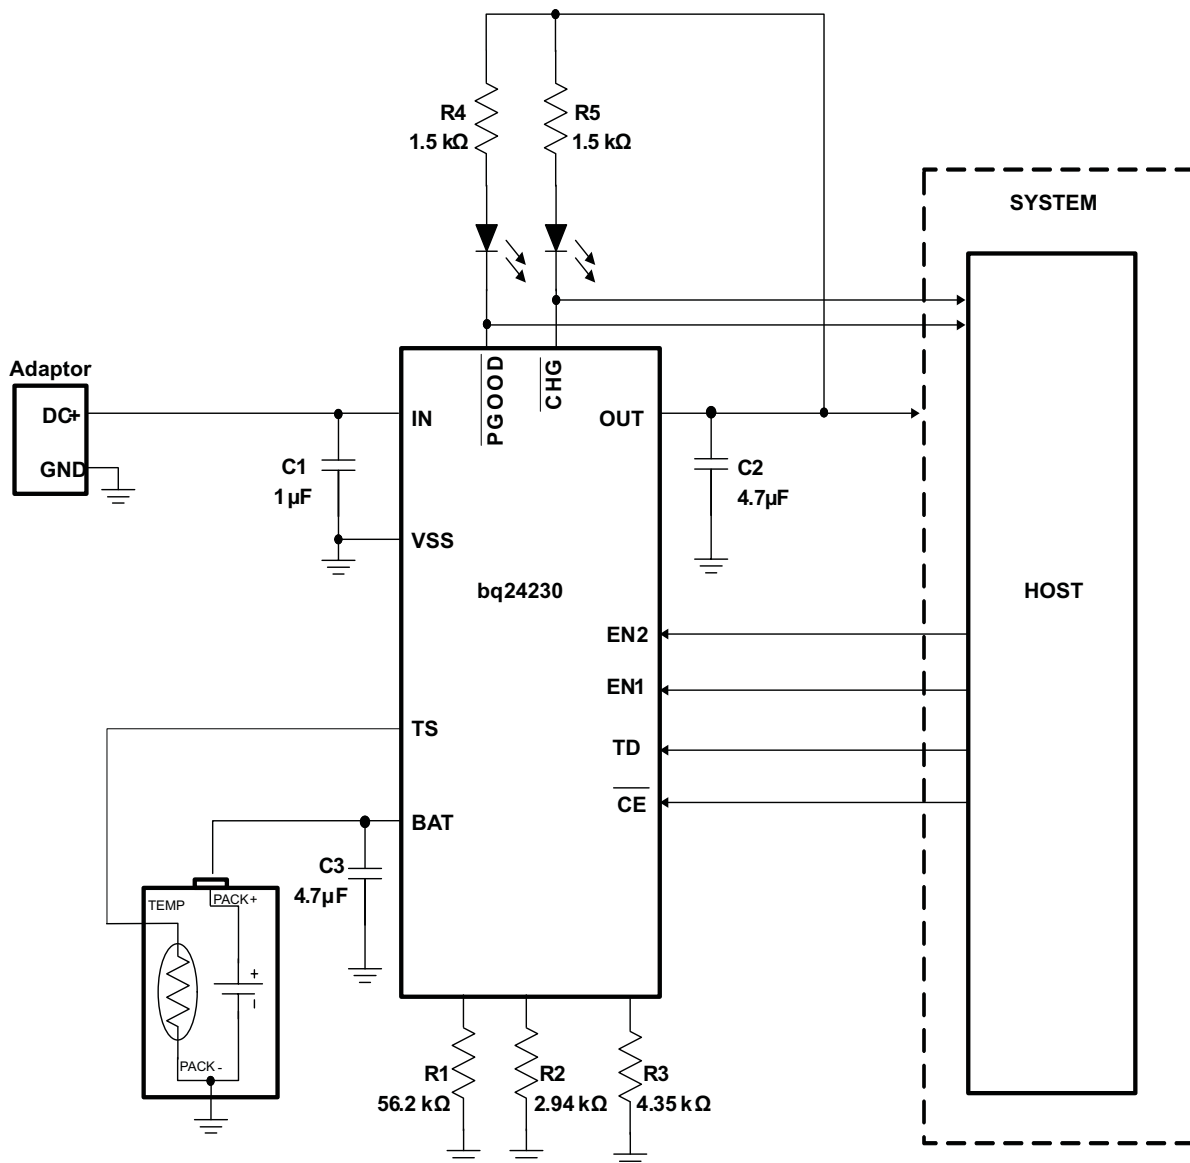 R4
1.5 kΩ
R5
1.5 kΩ
SYSTEM
Adaptor
DC+
GND
C1
1µF
IN
PGOOD
CHG
OUT
C2
4.7µF
VSS
bq24230
HOST
EN2
EN1
TS
TD
CE
BAT
C3
4.7µF
TEMP
PACK+
+
–
PACK-
R1
56.2 kΩ
R2
2.94 kΩ
R3
4.35 kΩ